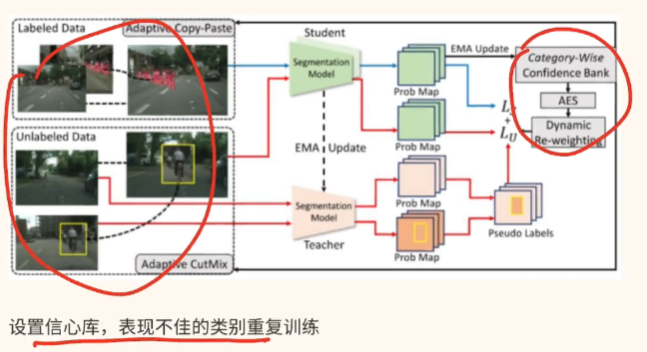 Labeled Data
Adaptive Copy-Paste
Student
Segmentation
Model
Prob Map
EMA Update
Category-Wise
Confidence Bank
AES
Dynamic
Re-weighting
+
L_U
Prob Map
Unlabeled Data
EMA Update
Segmentation
Model
Teacher
Prob Map
Prob Map
Pseudo Labels
Adaptive CutMix
设置信心库，表现不佳的类别重复训练